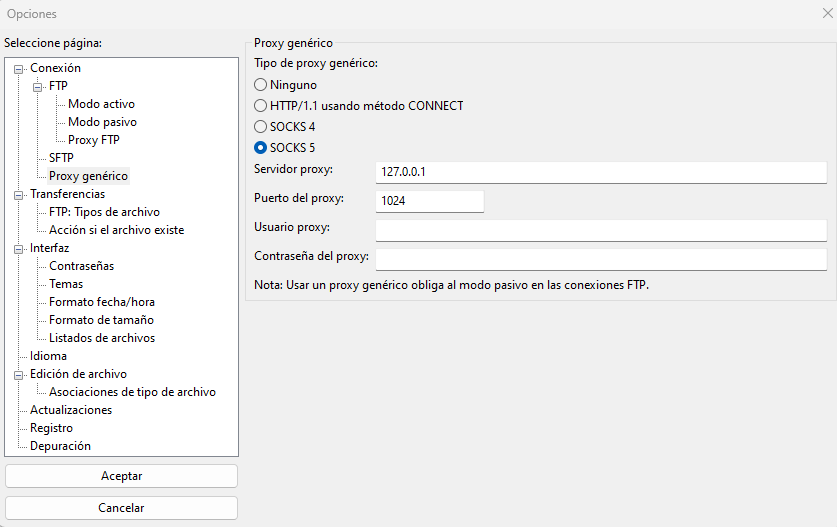 Opciones
Seleccione página:
Conexión
FTP
Modo activo
Modo pasivo
Proxy FTP
SFTP
Proxy genérico
Transferencias
FTP: Tipos de archivo
Acción si el archivo existe
Interfaz
Contraseñas
Temas
Formato fecha/hora
Formato de tamaño
Listados de archivos
Idioma
Edición de archivo
Asociaciones de tipo de archivo
Actualizaciones
Registro
Depuración
Aceptar
Cancelar
Proxy genérico
Tipo de proxy genérico:
Ninguno
HTTP/1.1 usando método CONNECT
SOCKS 4
SOCKS 5
Servidor proxy: 127.0.0.1
Puerto del proxy: 1024
Usuario proxy:
Contraseña del proxy:
Nota: Usar un proxy genérico obliga al modo pasivo en las conexiones FTP.